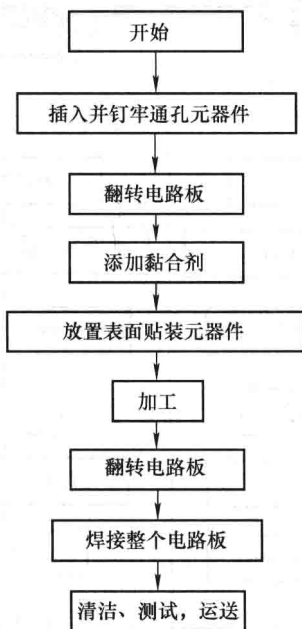 开始
插入并钉牢通孔元器件
翻转电路板
添加黏合剂
放置表面贴装元器件
加工
翻转电路板
焊接整个电路板
清洁、测试，运送